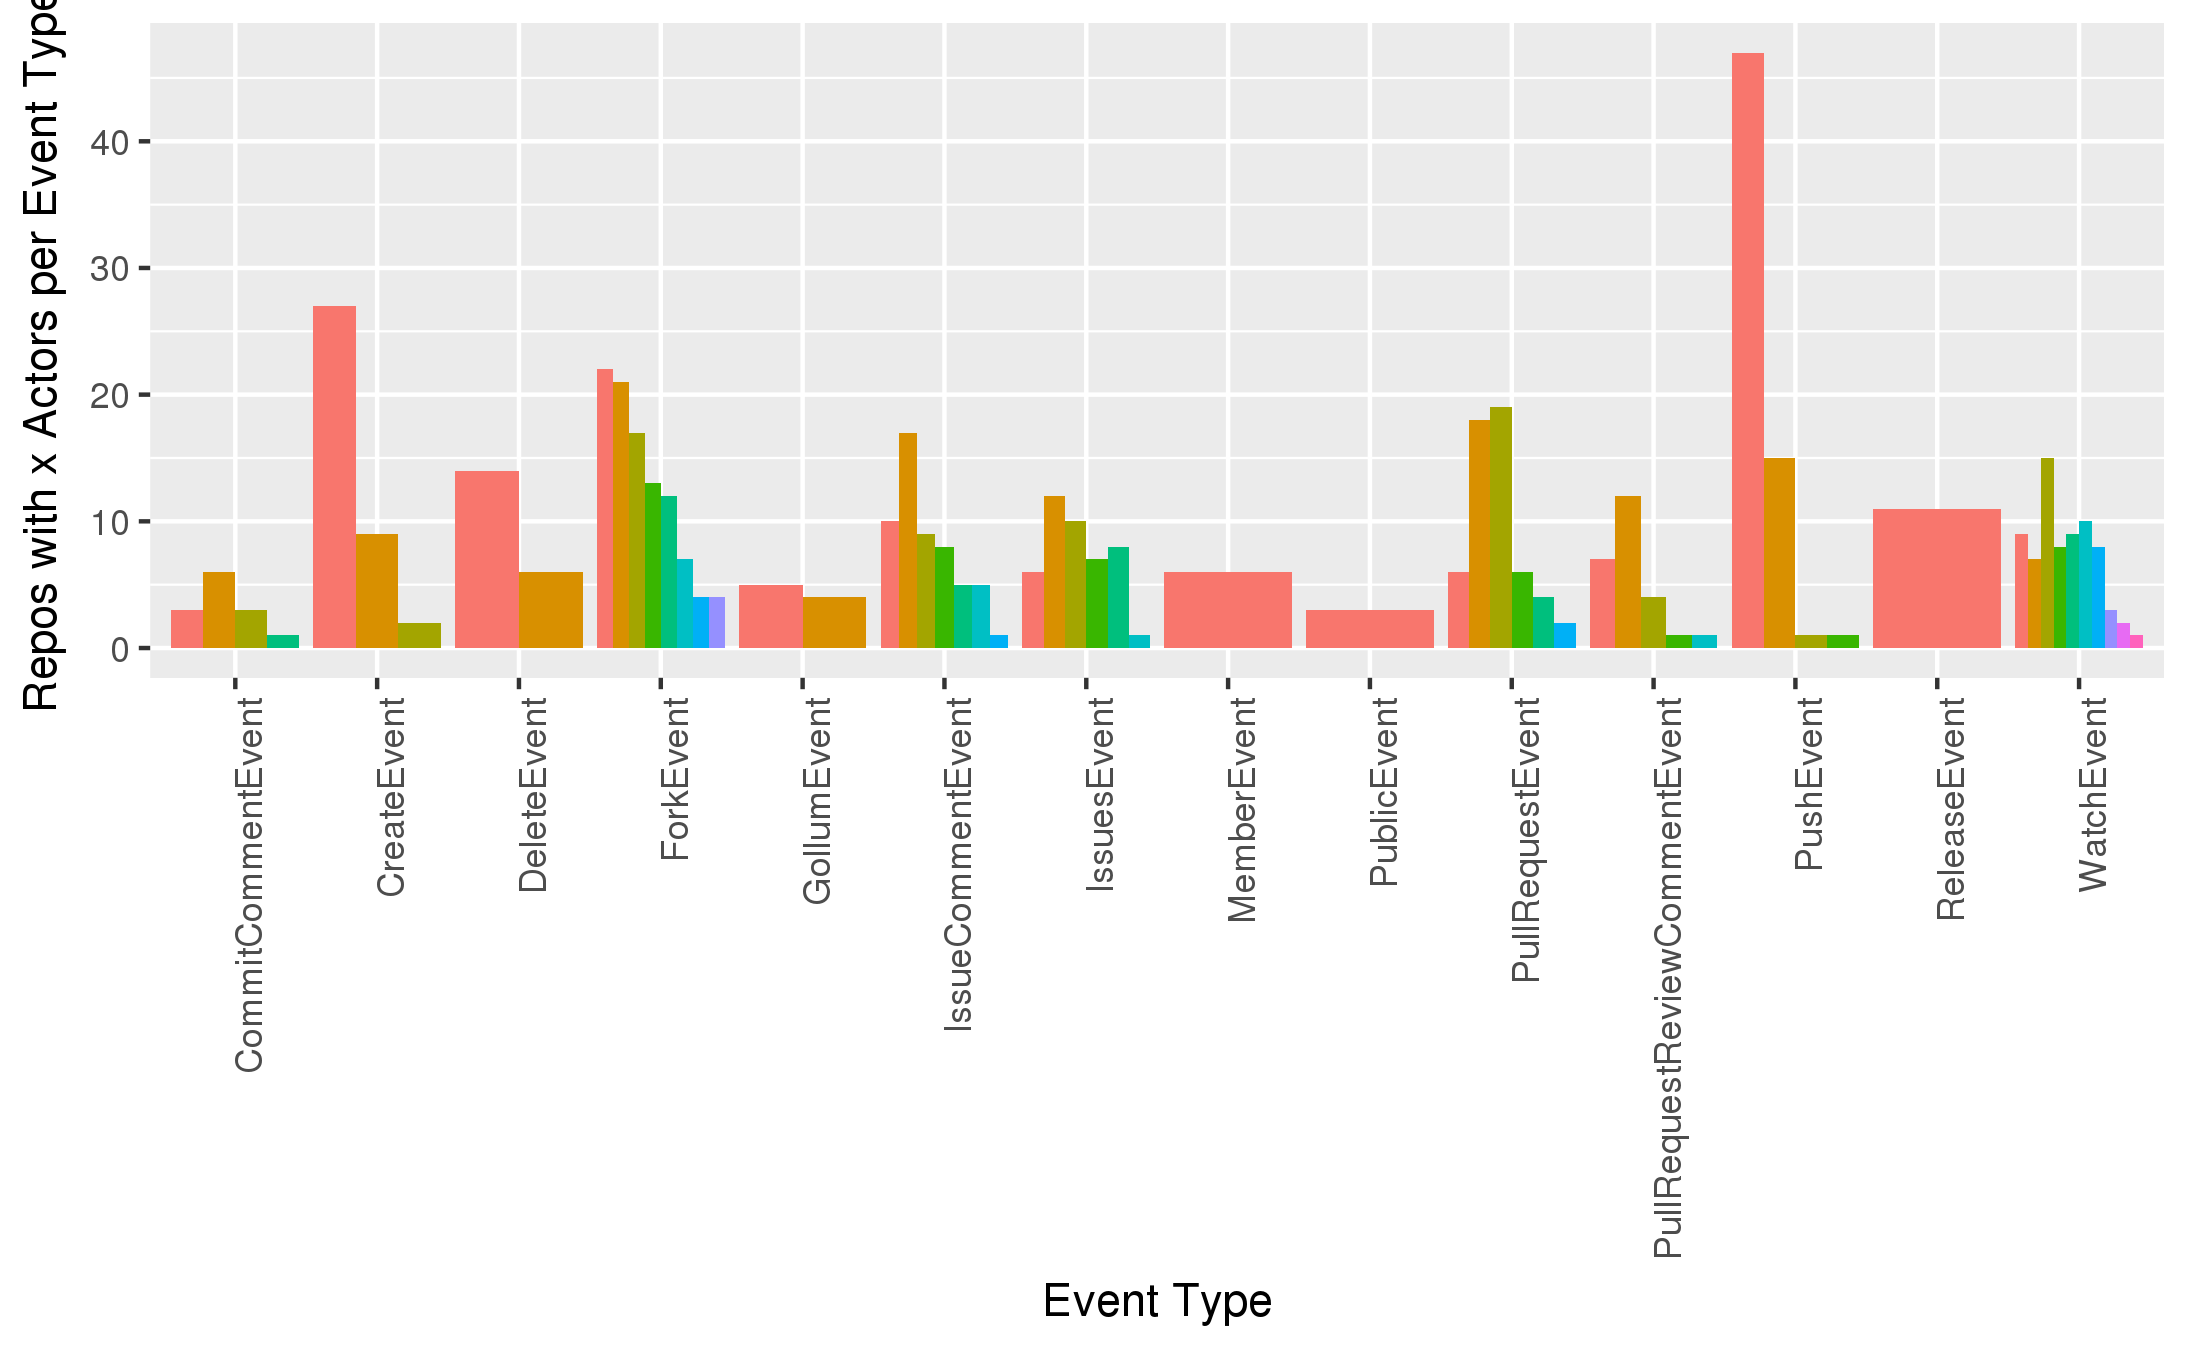 Repos with x Actors per Event Type
40
30
20
10
0
CommitCommentEvent
CreateEvent
DeleteEvent
ForkEvent
GollumEvent
IssueCommentEvent
IssuesEvent
MemberEvent
PublicEvent
PullRequestEvent
PullRequestReviewCommentEvent
PushEvent
ReleaseEvent
WatchEvent
Event Type